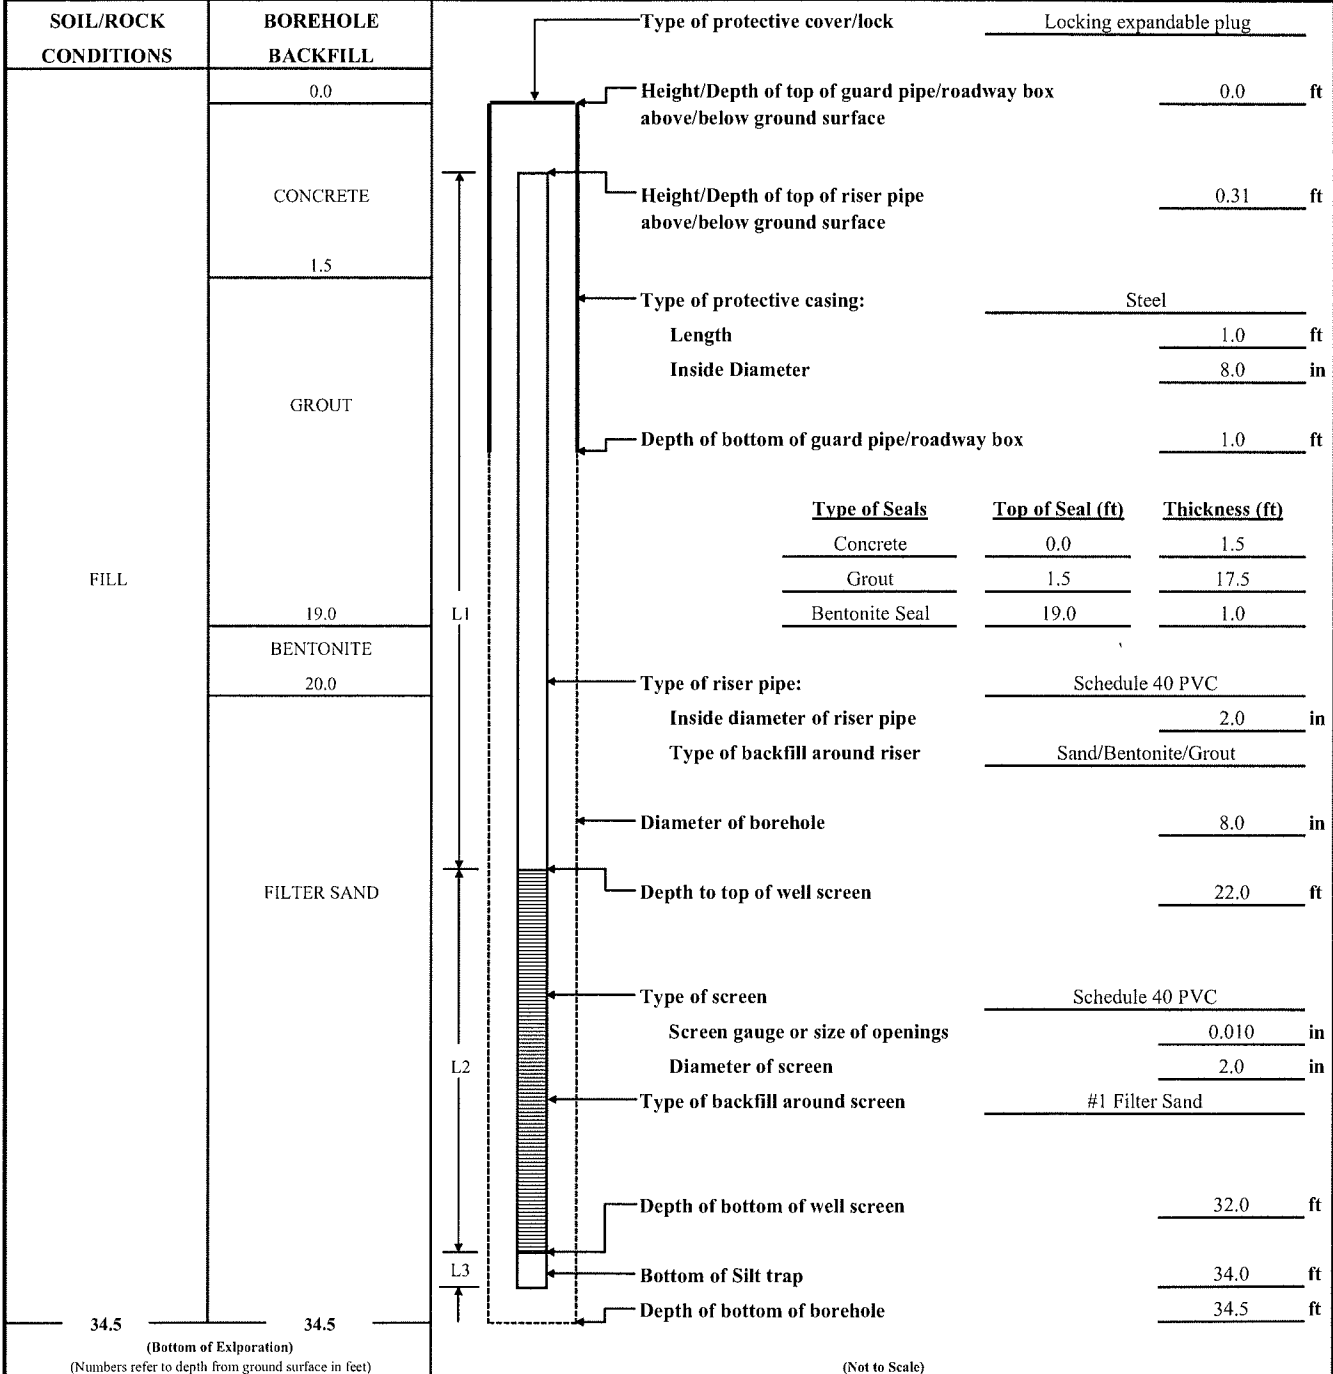 SOIL/ROCK
CONDITIONS
BOREHOLE
BACKFILL
Type of protective cover/lock Locking expandable plug
0.0
Height/Depth of top of guard pipe/roadway box 0.0 ft
above/below ground surface
CONCRETE
Height/Depth of top of riser pipe 0.31 ft
above/below ground surface
1.5
Type of protective casing: Steel
Length 1.0 ft
Inside Diameter 8.0 in
GROUT
Depth of bottom of guard pipe/roadway box 1.0 ft
Type of Seals Top of Seal (ft) Thickness (ft)
Concrete 0.0 1.5
FILL
Grout 1.5 17.5
19.0
L1
Bentonite Seal 19.0 1.0
BENTONITE
20.0
Type of riser pipe: Schedule 40 PVC
Inside diameter of riser pipe 2.0 in
Type of backfill around riser Sand/Bentonite/Grout
Diameter of borehole 8.0 in
FILTER SAND
Depth to top of well screen 22.0 ft
Type of screen Schedule 40 PVC
Screen gauge or size of openings 0.010 in
L2
Diameter of screen 2.0 in
Type of backfill around screen #1 Filter Sand
Depth of bottom of well screen 32.0 ft
L3
Bottom of Silt trap 34.0 ft
Depth of bottom of borehole 34.5 ft
34.5 34.5
(Bottom of Exlporation)
(Numbers refer to depth from ground surface in feet) (Not to Scale)